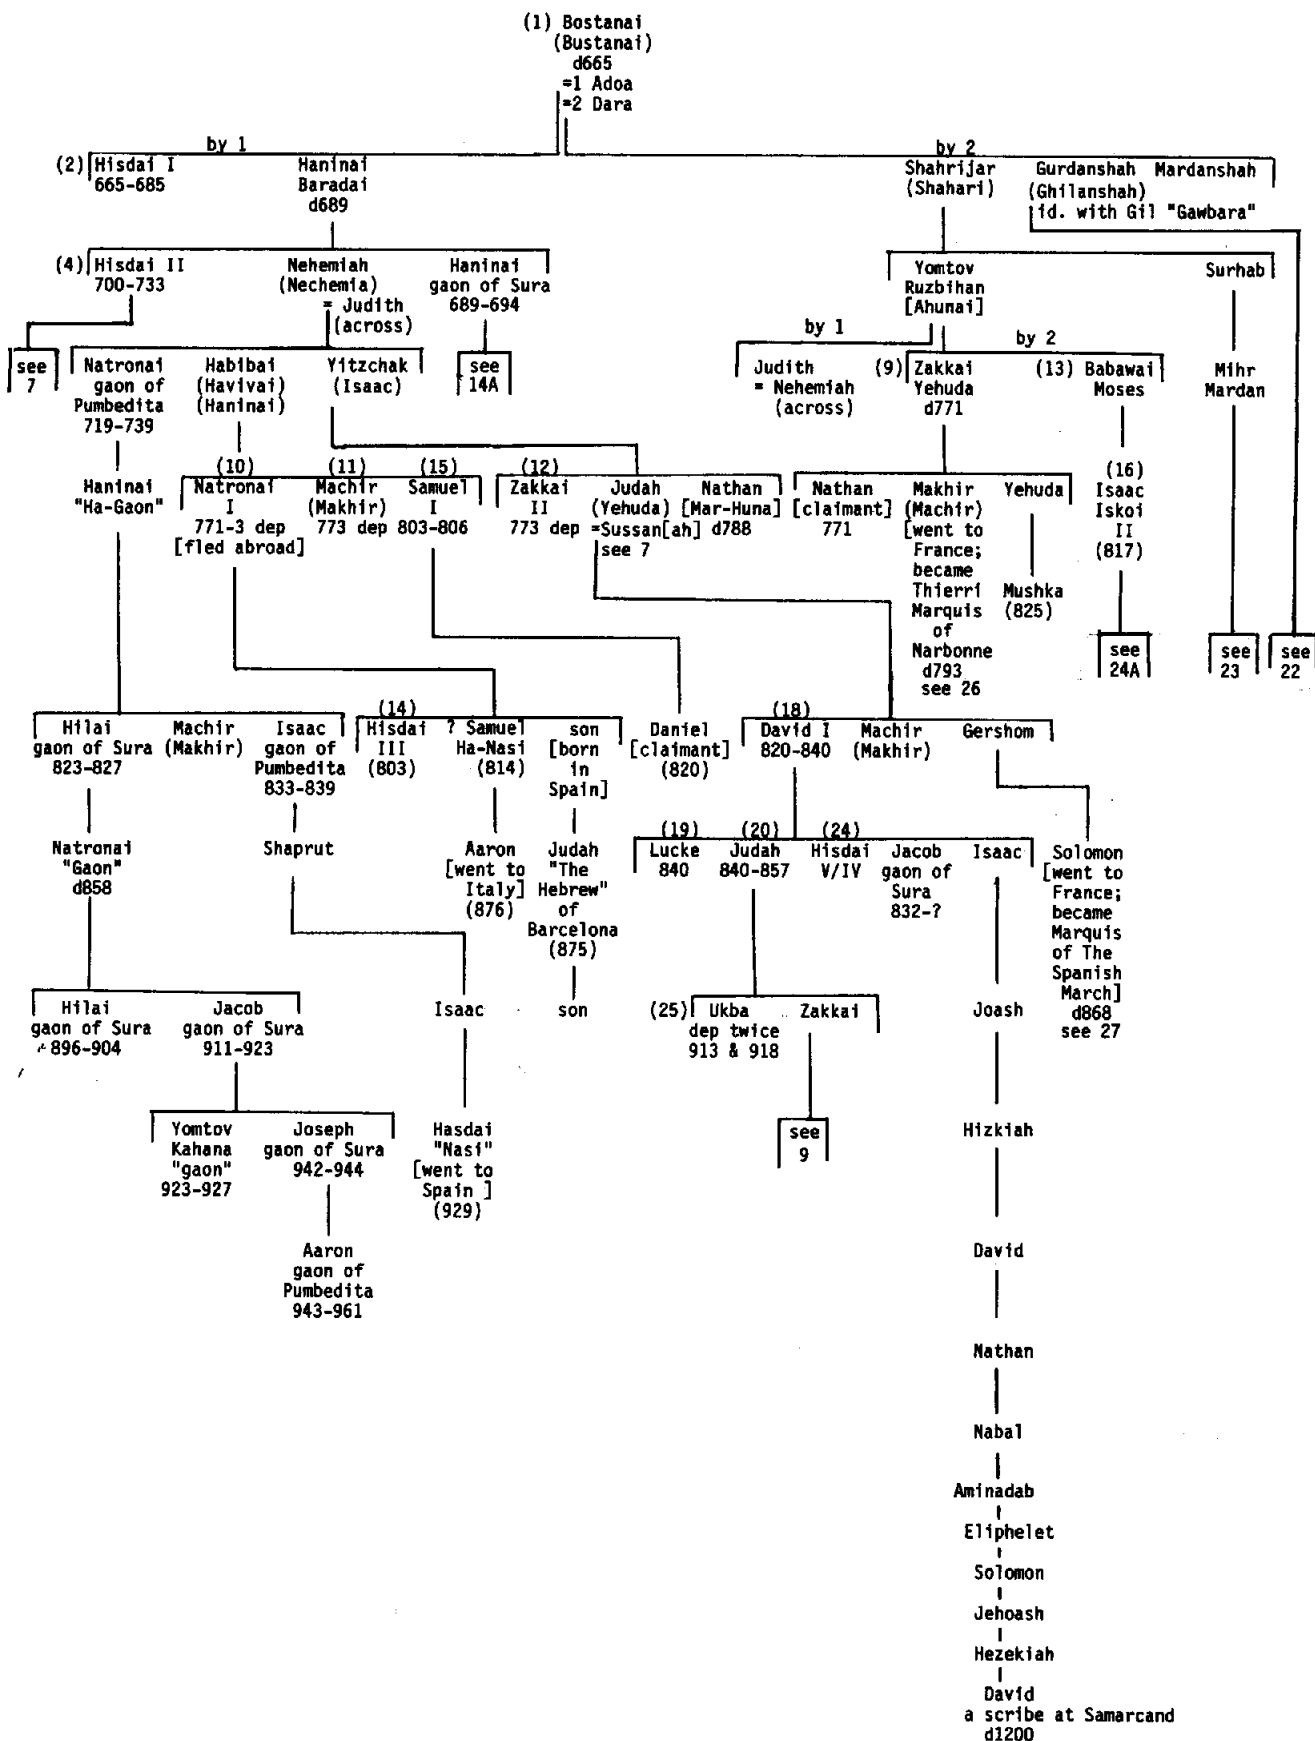 (1) Bostanai
(Bustanai)
d665
=1 Adoa
=2 Dara
by 1
by 2
(2) Hisdai I
665-685
Haninai
Baradai
d689
Shahrijar
(Shahari)
Gurdanshah Mardanshah
(Ghilanshah)
id. with Gil "Gawbara"
(4) Hisdai II
700-733
Nehemiah
(Nechemia)
= Judith
(across)
Haninai
gaon of Sura
689-694
Yomtov
Ruzbihan
[Ahunai]
Surhab
by 1
by 2
see
7
Natronai
gaon of
Pumbedita
719-739
Habibai
(Havivai)
(Haninai)
Yitzchak
(Isaac)
see
14A
Judith
= Nehemiah
(across)
(9) Zakkai
Yehuda
d771
(13) Babawai
Moses
Mihr
Mardan
Haninai
"Ha-Gaon"
(10)
Natronai
I
771-3 dep
[fled abroad]
(11)
Machir
(Makhir)
773 dep
(15)
Samuel
I
803-806
(12)
Zakkai
II
773 dep
Judah
(Yehuda)
=Sussan[ah]
see 7
Nathan
[Mar-Huna]
d788
Nathan
[claimant]
771
Makhir
(Machir)
[went to
France;
became
Thierri
Marquis
of
Narbonne
d793
see 26
Yehuda
Mushka
(825)
(16)
Isaac
Iskoi
II
(817)
see
24A
see
23
see
22
Hilai
gaon of Sura
823-827
Machir
(Makhir)
Isaac
gaon of
Pumbedita
833-839
(14)
Hisdai
III
(803)
? Samuel
Ha-Nasi
(814)
son
[born
in
Spain]
Daniel
[claimant]
(820)
(18)
David I
820-840
Machir
(Makhir)
Gershom
Natronai
"Gaon"
d858
Shaprut
Aaron
[went to
Italy]
(876)
Judah
"The
Hebrew"
of
Barcelona
(875)
(19)
Lucke
840
(20)
Judah
840-857
(24)
Hisdai
V/IV
Jacob
gaon of
Sura
832-?
Isaac
Solomon
[went to
France;
became
Marquis
of The
Spanish
March]
d868
see 27
Hilai
gaon of Sura
896-904
Jacob
gaon of Sura
911-923
Isaac
son
(25) Ukba
dep twice
913 & 918
Zakkai
Joash
Yomtov
Kahana
"gaon"
923-927
Joseph
gaon of Sura
942-944
Hasdai
"Nasi"
[went to
Spain ]
(929)
see
9
Hizkiah
Aaron
gaon of
Pumbedita
943-961
David
Nathan
Nabal
Aminadab
Eliphelet
Solomon
Jehoash
Hezekiah
David
a scribe at Samarcand
d1200